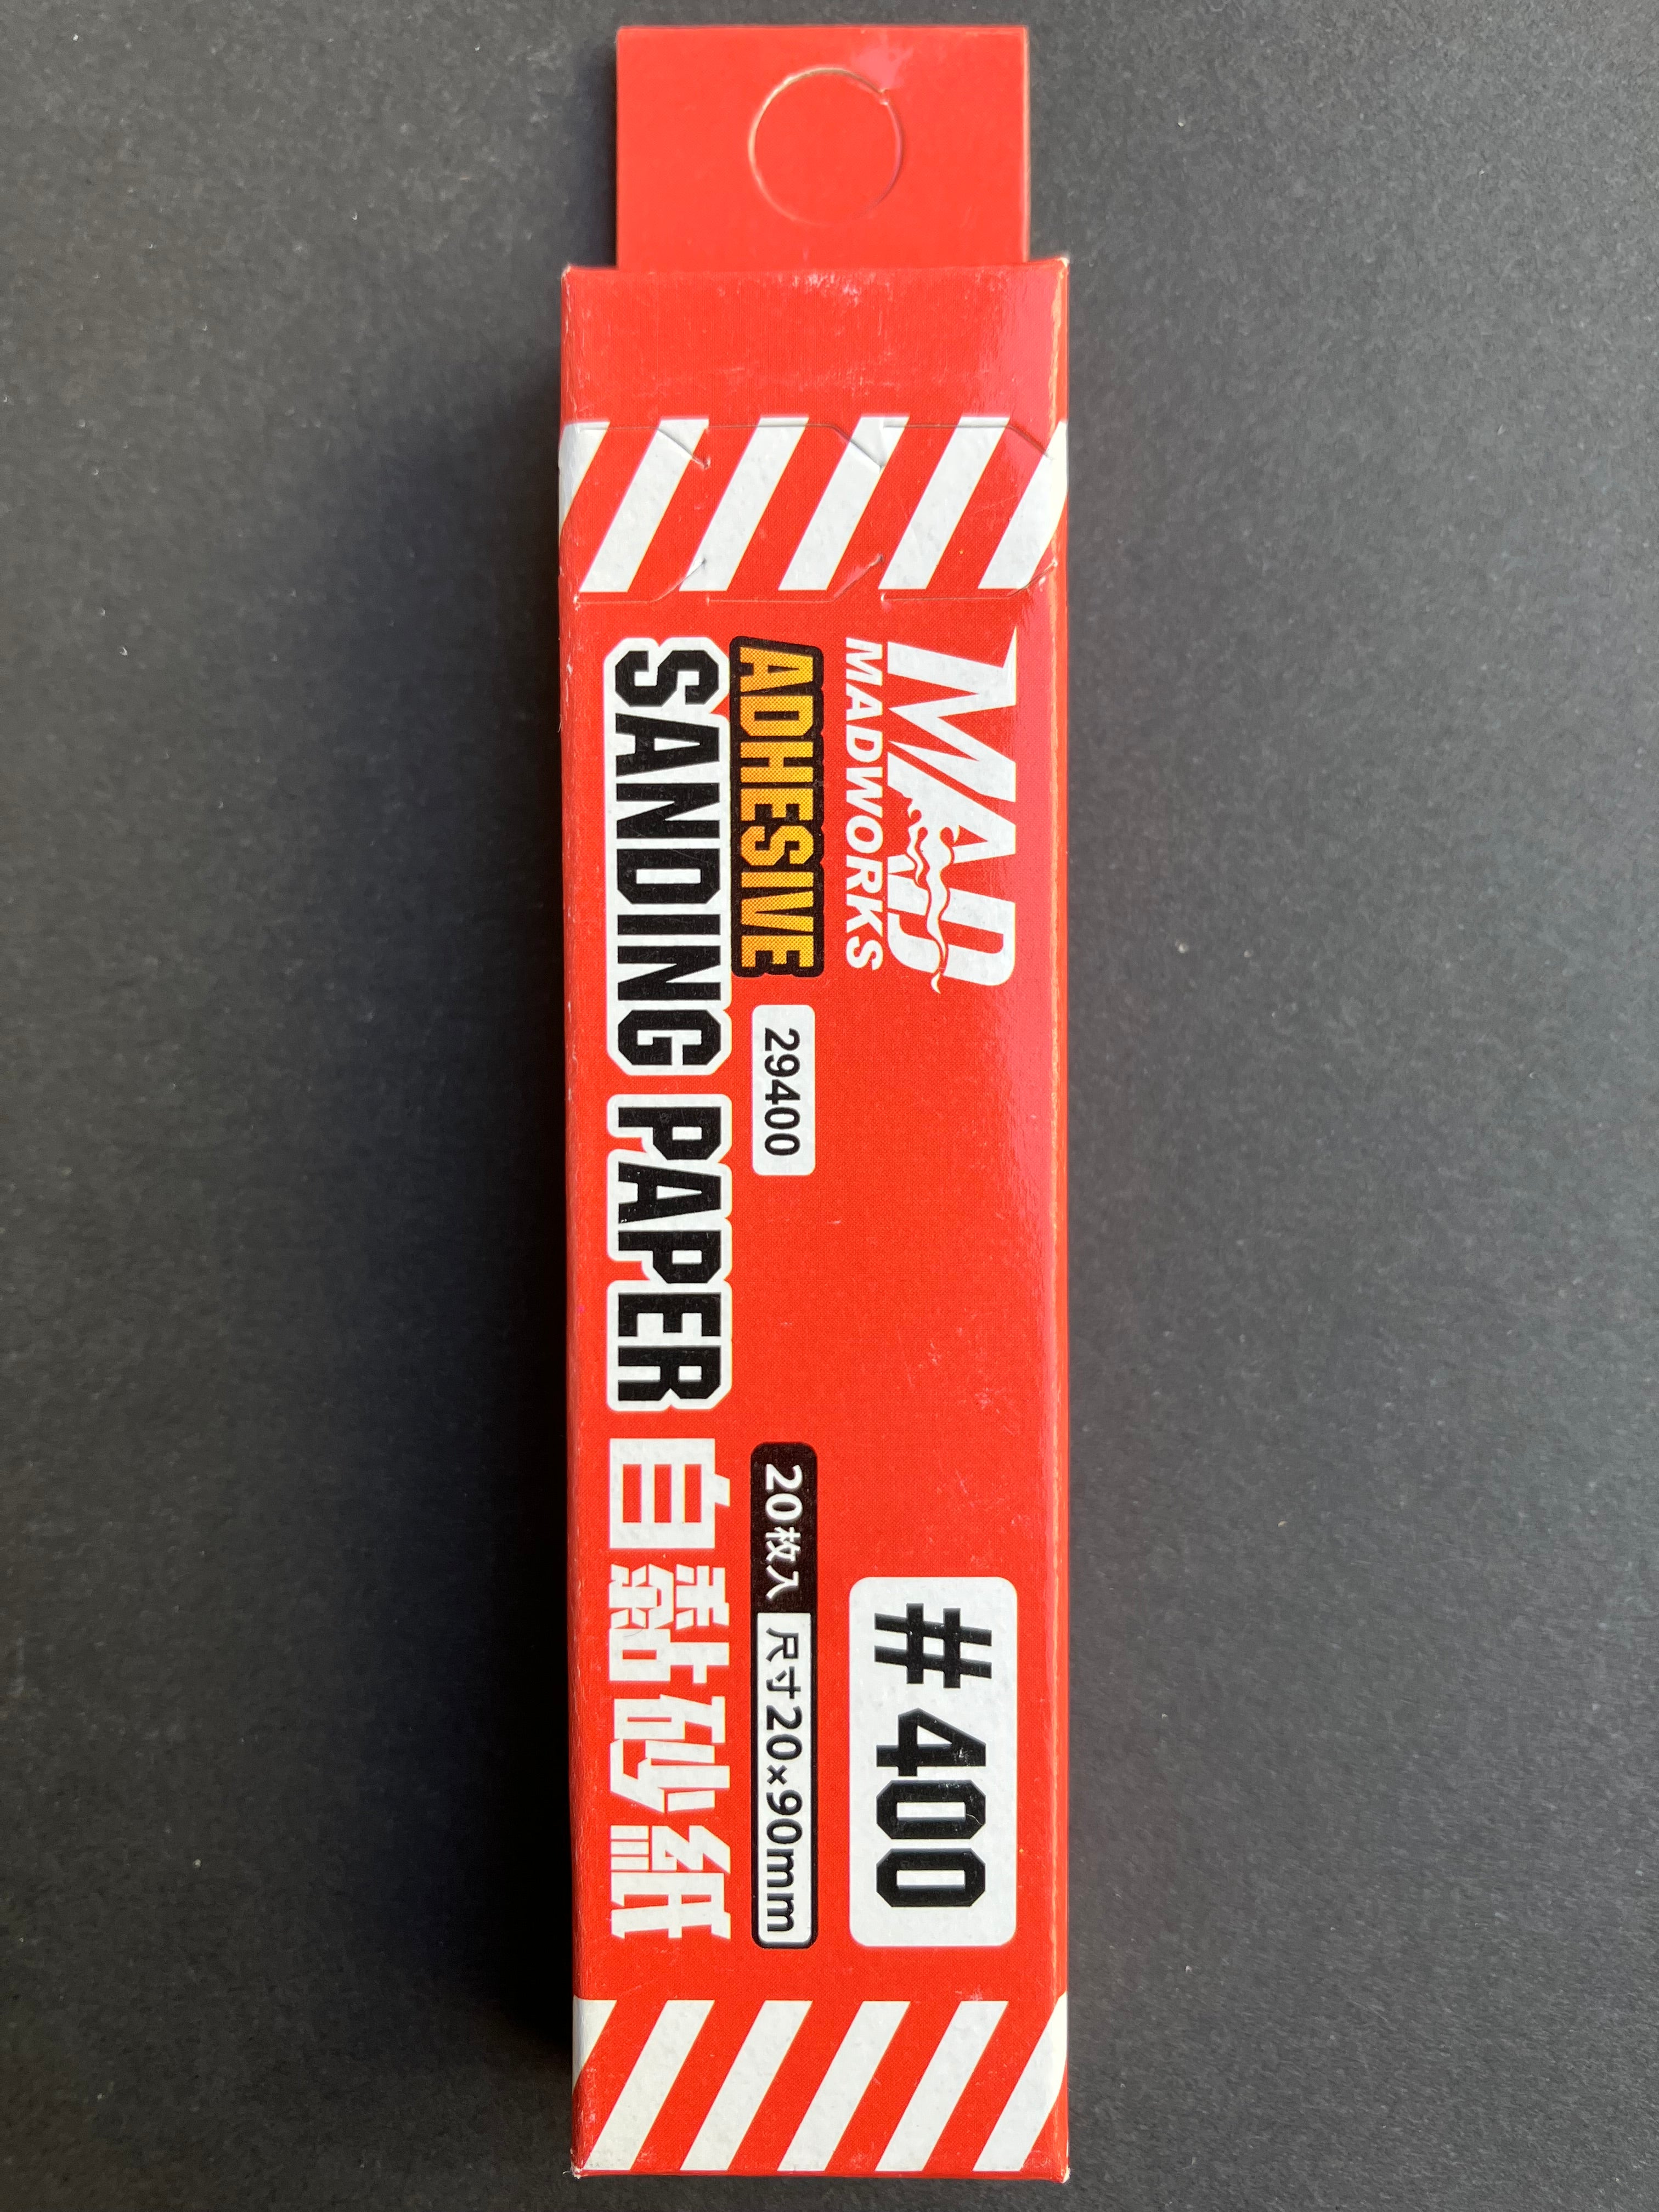 MAD
MADWORKS
#400
ADHESIVE
29400
20枚入 尺寸20×90mm
SANDING PAPER 自黏砂紙